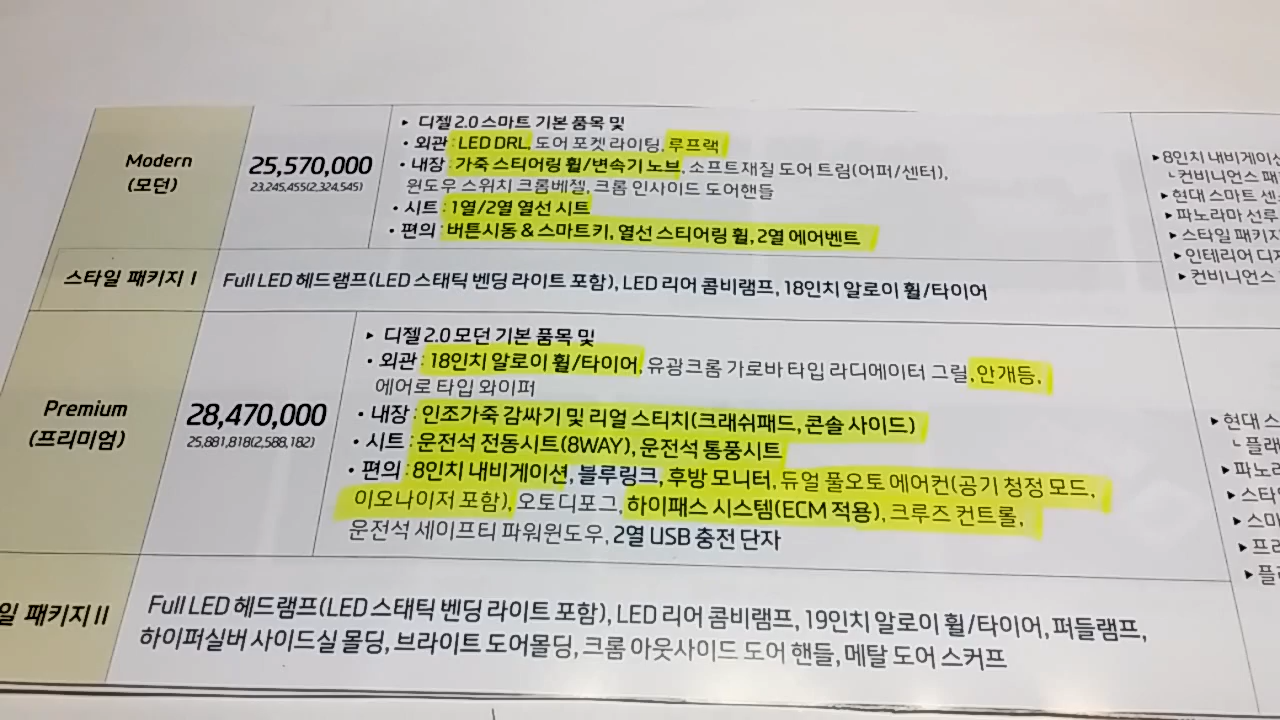 Modern
(모던)
25,570,000
23,245,455(2,324,545)
▸ 디젤 2.0 스마트 기본 품목 및
• 외관 : LED DRL, 도어 포켓 라이팅, 루프랙
• 내장 : 가죽 스티어링 휠/변속기 노브, 소프트재질 도어 트림(어퍼/센터),
윈도우 스위치 크롬베젤, 크롬 인사이드 도어핸들
• 시트 : 1열/2열 열선 시트
• 편의 : 버튼시동 & 스마트키, 열선 스티어링 휠, 2열 에어벤트
▸ 8인치 내비게이
ㄴ컨비니언스 패
▸ 현대 스마트 센
▸ 파노라마 선루
▸ 스타일 패키지
▸ 인테리어 디
▸ 컨비니언스
스타일 패키지 I
Full LED 헤드램프(LED 스태틱 벤딩 라이트 포함), LED 리어 콤비램프, 18인치 알로이 휠/타이어
Premium
(프리미엄)
28,470,000
25,881,818(2,588,182)
▸ 디젤 2.0 모던 기본 품목 및
• 외관 : 18인치 알로이 휠/타이어, 유광크롬 가로바 타입 라디에이터 그릴, 안개등,
에어로 타입 와이퍼
• 내장 : 인조가죽 감싸기 및 리얼 스티치(크래쉬패드, 콘솔 사이드)
• 시트 : 운전석 전동시트(8WAY), 운전석 통풍시트
• 편의 : 8인치 내비게이션, 블루링크, 후방 모니터, 듀얼 풀오토 에어컨(공기 청정 모드,
이오나이저 포함), 오토디포그, 하이패스 시스템(ECM 적용), 크루즈 컨트롤,
운전석 세이프티 파워윈도우, 2열 USB 충전 단자
▸ 현대 스
ㄴ 플래
▸ 파노라
▸ 스타
▸ 스마
▸ 프리
▸ 플
일 패키지 II
Full LED 헤드램프(LED 스태틱 벤딩 라이트 포함), LED 리어 콤비램프, 19인치 알로이 휠/타이어, 퍼들램프,
하이퍼실버 사이드실 몰딩, 브라이트 도어몰딩, 크롬 아웃사이드 도어 핸들, 메탈 도어 스커프